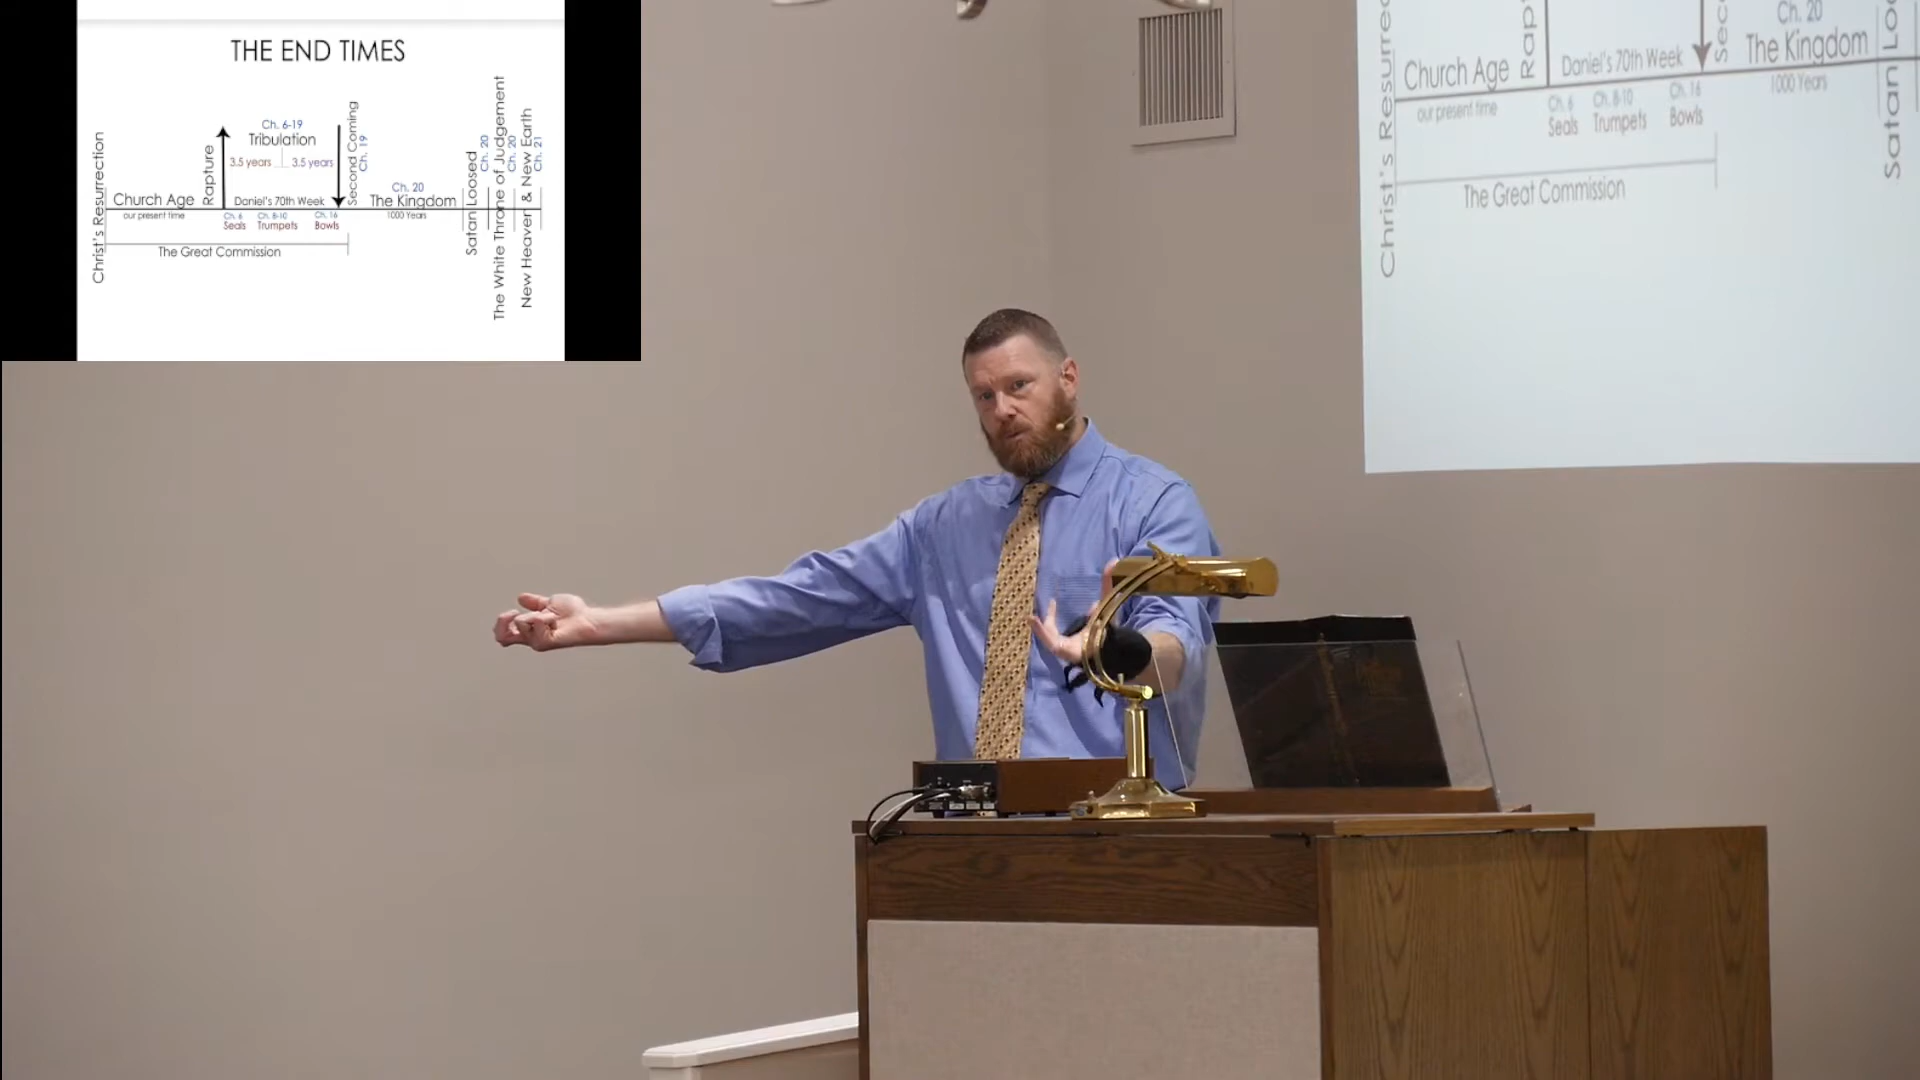 THE END TIMES
Christ's Resurrection
Church Age
our present time
Rapture
Ch. 6-19
Tribulation
3.5 years
3.5 years
Daniel's 70th Week
Ch. 6
Seals
Ch. 8-10
Trumpets
Ch. 16
Bowls
Second Coming
Ch. 19
Ch. 20
The Kingdom
1000 Years
Satan Loosed
Ch. 20
The White Throne of Judgement
Ch. 20
New Heaven & New Earth
Ch. 21
The Great Commission
Christ's Resurrec
Church Age
our present time
Rapt
Daniel's 70th Week
Ch. 6
Seals
Ch. 8-10
Trumpets
Ch. 16
Bowls
Sec
Ch. 20
The Kingdom
1000 Years
Satan Loo
The Great Commission